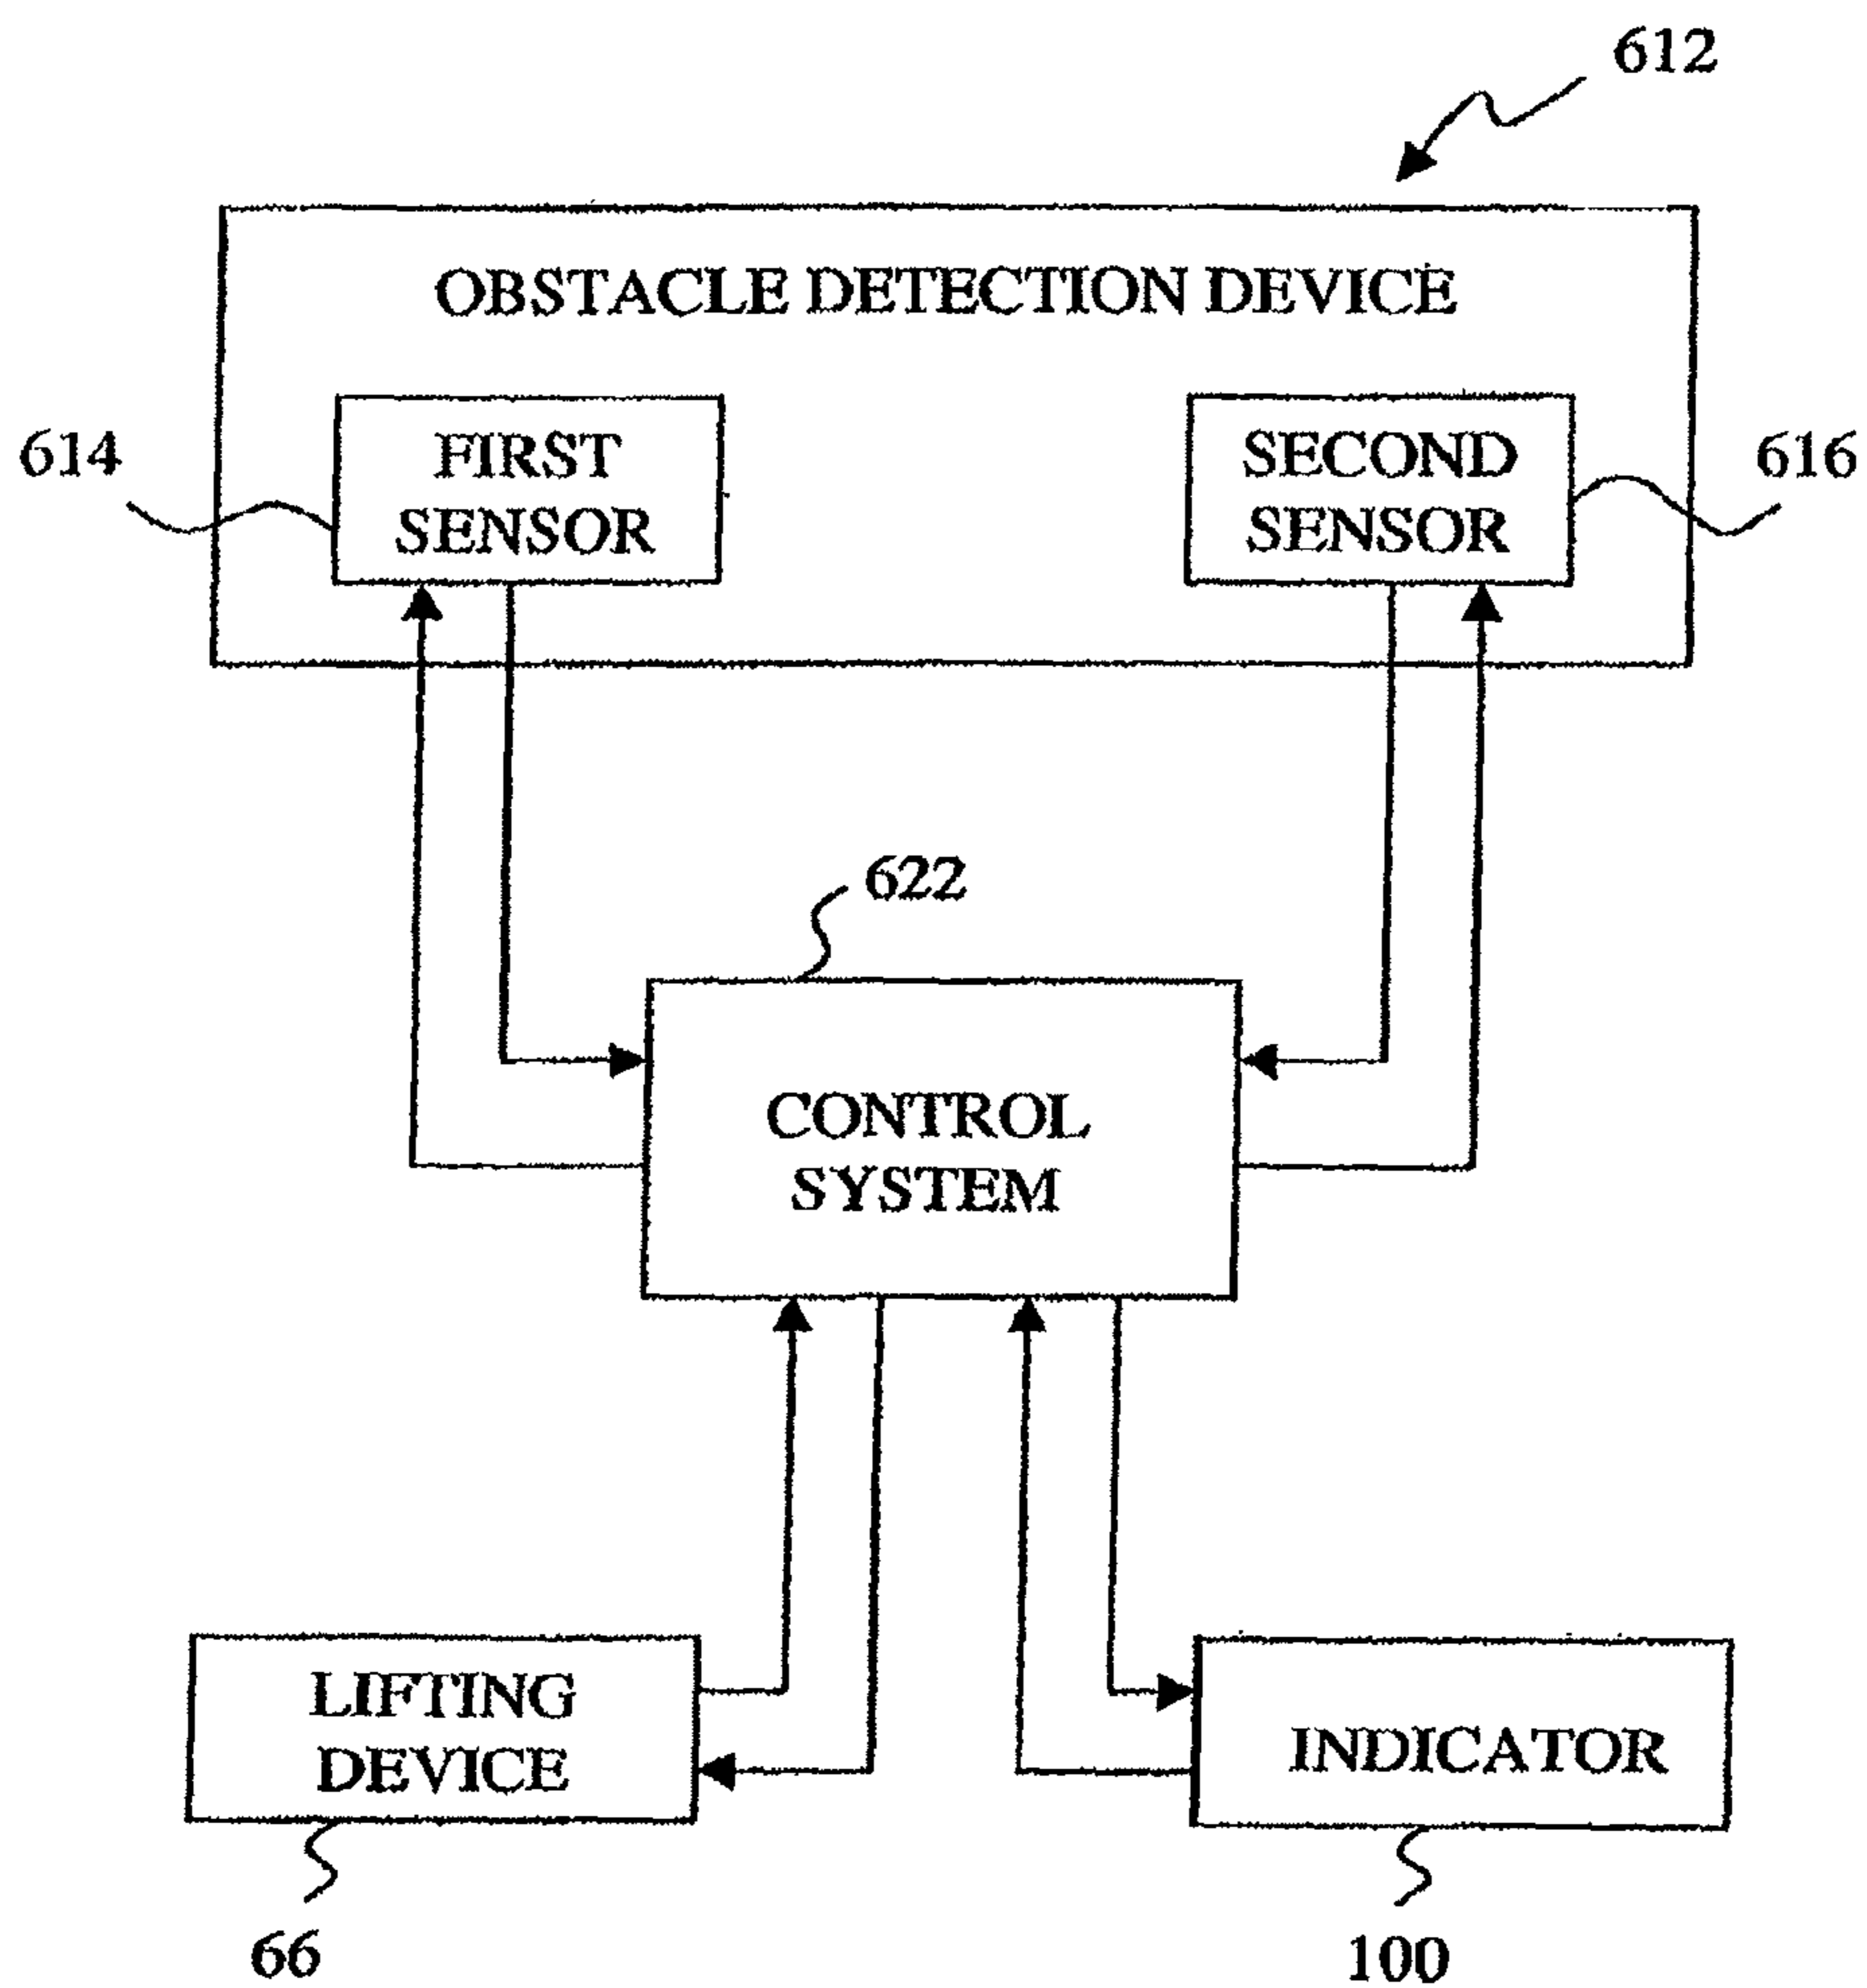 612
OBSTACLE DETECTION DEVICE
614
FIRST
SENSOR
SECOND
SENSOR
616
622
CONTROL
SYSTEM
LIFTING
DEVICE
INDICATOR
66
100